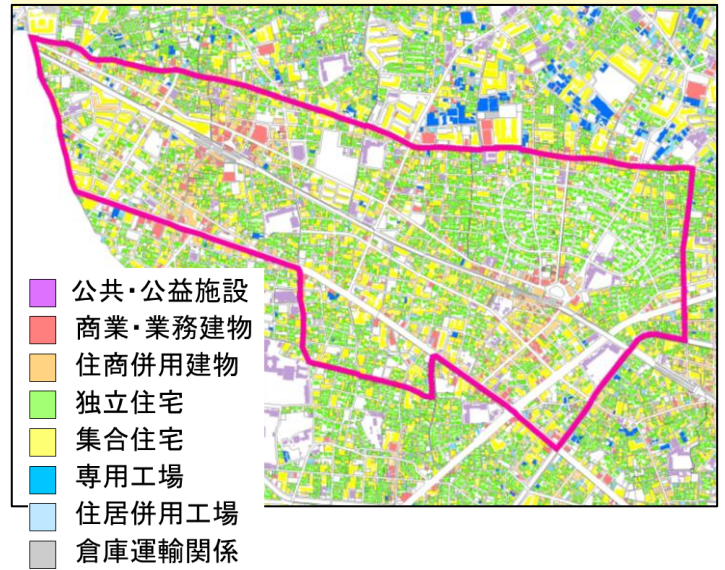 公共・公益施設
商業・業務建物
住商併用建物
独立住宅
集合住宅
専用工場
住居併用工場
倉庫運輸関係